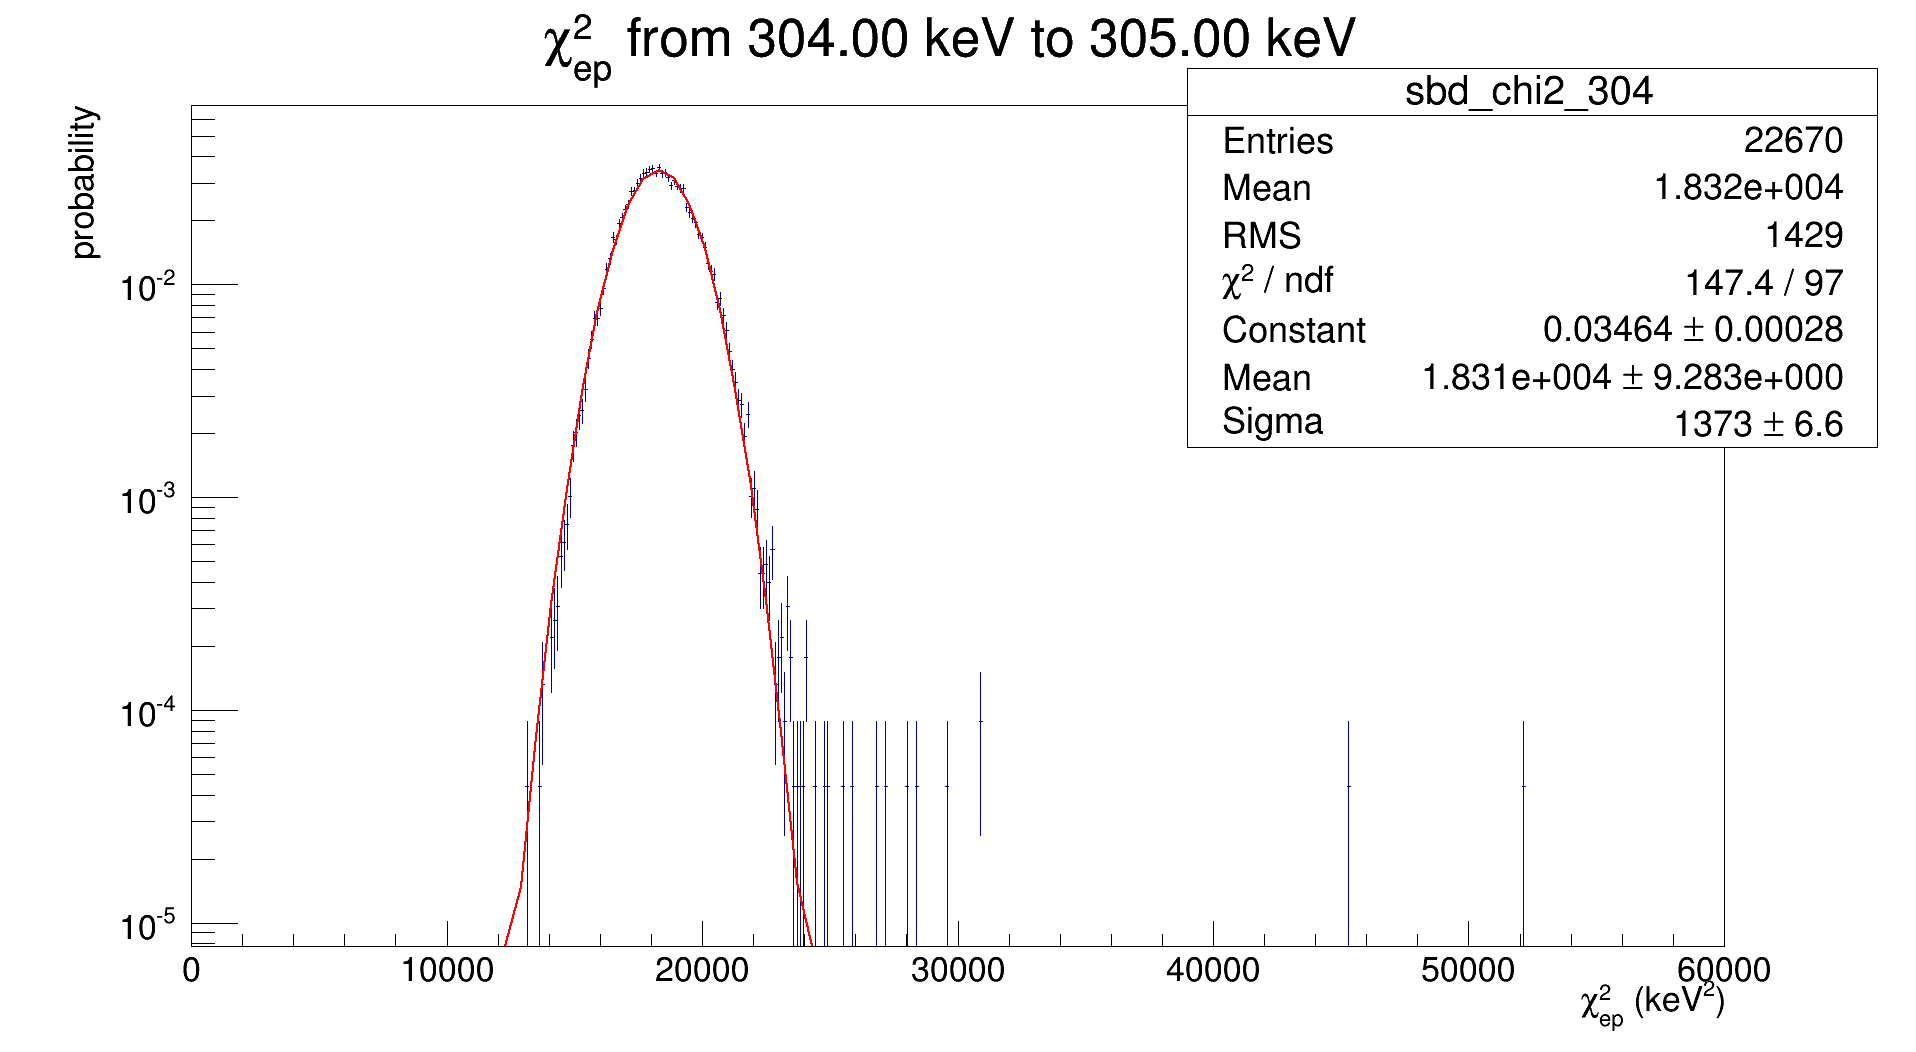 χ²ep from 304.00 keV to 305.00 keV
sbd_chi2_304
Entries 22670
Mean 1.832e+004
RMS 1429
χ² / ndf 147.4 / 97
Constant 0.03464 ± 0.00028
Mean 1.831e+004 ± 9.283e+000
Sigma 1373 ± 6.6
probability
10⁻²
10⁻³
10⁻⁴
10⁻⁵
0 10000 20000 30000 40000 50000 60000
χ²ep (keV²)